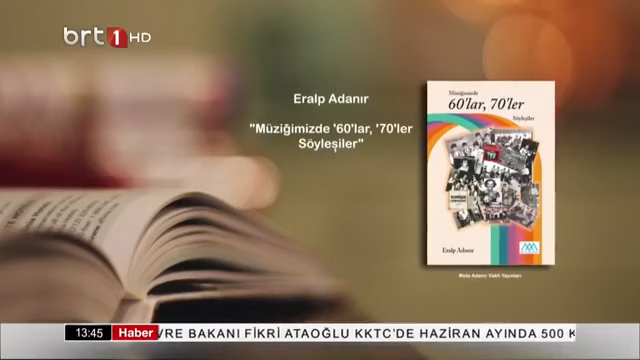 brt 1 HD
Eralp Adanır
"Müziğimizde '60'lar, '70'ler
Söyleşiler"
Müziğimizde
60'lar, 70'ler
Söyleşiler
Eralp Adanır
Mete Adanır Vakfı Yayınları
13:45 Haber VRE BAKANI FİKRİ ATAOĞLU KKTC'DE HAZİRAN AYINDA 500 K